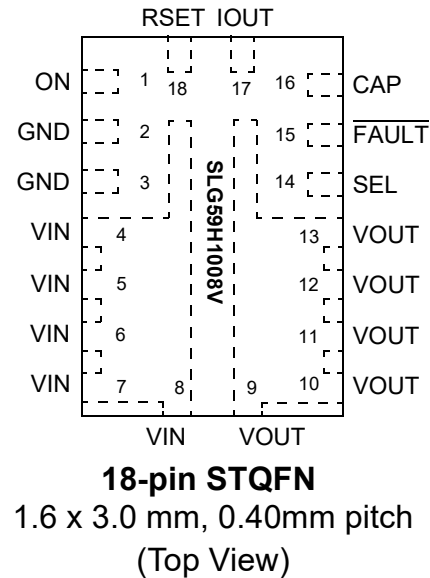 RSET IOUT
18 17
ON 1 16 CAP
GND 2 15 FAULT
GND 3 14 SEL
SLG59H1008V
VIN 4 13 VOUT
VIN 5 12 VOUT
VIN 6 11 VOUT
VIN 7 8 9 10 VOUT
VIN VOUT
18-pin STQFN
1.6 x 3.0 mm, 0.40mm pitch
(Top View)